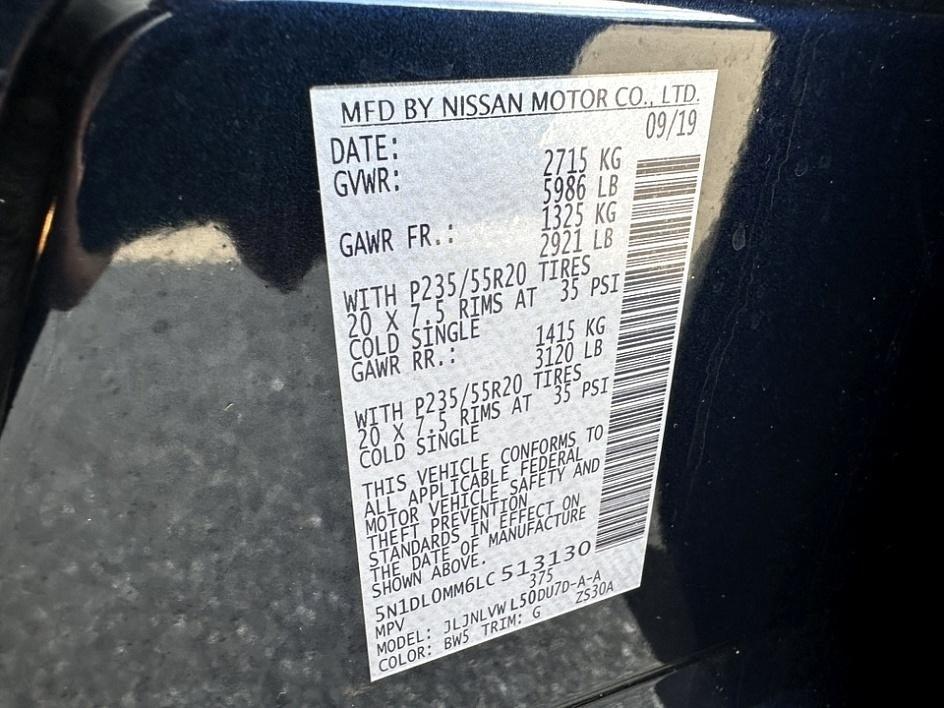 MFD BY NISSAN MOTOR CO., LTD.
DATE: 09/19
GVWR: 2715 KG
5986 LB
GAWR FR.: 1325 KG
2921 LB
WITH P235/55R20 TIRES
20 X 7.5 RIMS AT 35 PSI
COLD SINGLE
GAWR RR.: 1415 KG
3120 LB
WITH P235/55R20 TIRES
20 X 7.5 RIMS AT 35 PSI
COLD SINGLE
THIS VEHICLE CONFORMS TO
ALL APPLICABLE FEDERAL
MOTOR VEHICLE SAFETY AND
THEFT PREVENTION
STANDARDS IN EFFECT ON
THE DATE OF MANUFACTURE
SHOWN ABOVE.
5N1DL0MM6LC513130
MPV 375
MODEL: JLJNLVWL50DU7D-A-A
COLOR: BW5 TRIM: G ZS30A